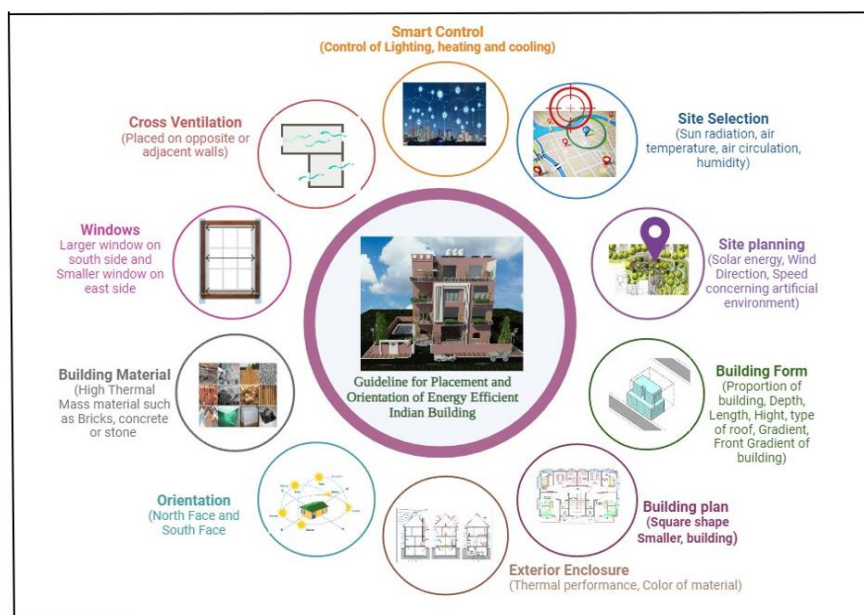 Smart Control
(Control of Lighting, heating and cooling)
Cross Ventilation
(Placed on opposite or
adjacent walls)
Site Selection
(Sun radiation, air
temperature, air circulation,
humidity)
Windows
Larger window on
south side and
Smaller window on
east side
Site planning
(Solar energy, Wind
Direction, Speed
concerning artificial
environment)
Guideline for Placement and
Orientation of Energy Efficient
Indian Building
Building Material
(High Thermal
Mass material such
as Bricks, concrete
or stone
Building Form
(Proportion of
building, Depth,
Length, Hight, type
of roof, Gradient,
Front Gradient of
building)
Orientation
(North Face and
South Face
Building plan
(Square shape
Smaller, building)
Exterior Enclosure
(Thermal performance, Color of material)